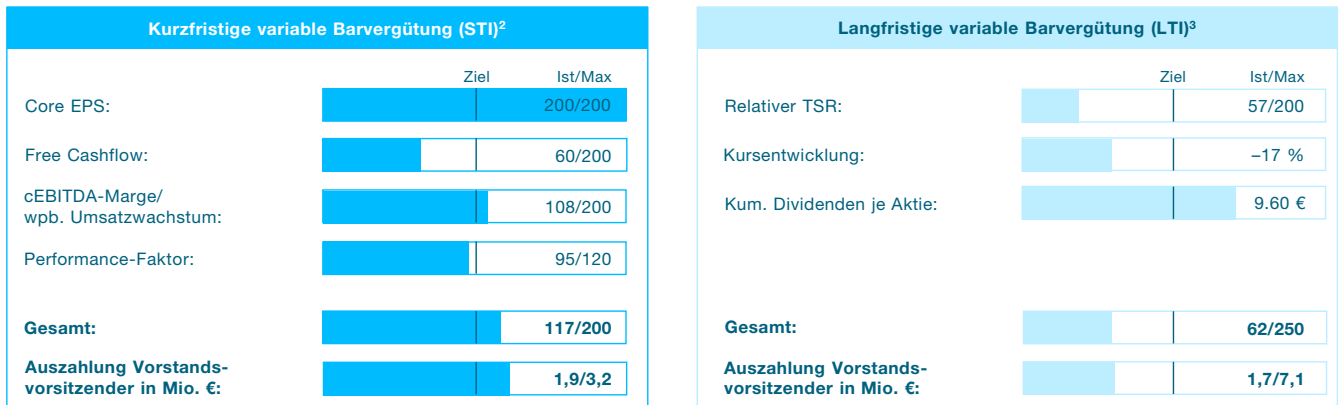 Kurzfristige variable Barvergütung (STI)²
Ziel Ist/Max
Core EPS: 200/200
Free Cashflow: 60/200
cEBITDA-Marge/
wpb. Umsatzwachstum: 108/200
Performance-Faktor: 95/120
Gesamt: 117/200
Auszahlung Vorstands-
vorsitzender in Mio. €: 1,9/3,2
Langfristige variable Barvergütung (LTI)³
Ziel Ist/Max
Relativer TSR: 57/200
Kursentwicklung: –17 %
Kum. Dividenden je Aktie: 9.60 €
Gesamt: 62/250
Auszahlung Vorstands-
vorsitzender in Mio. €: 1,7/7,1